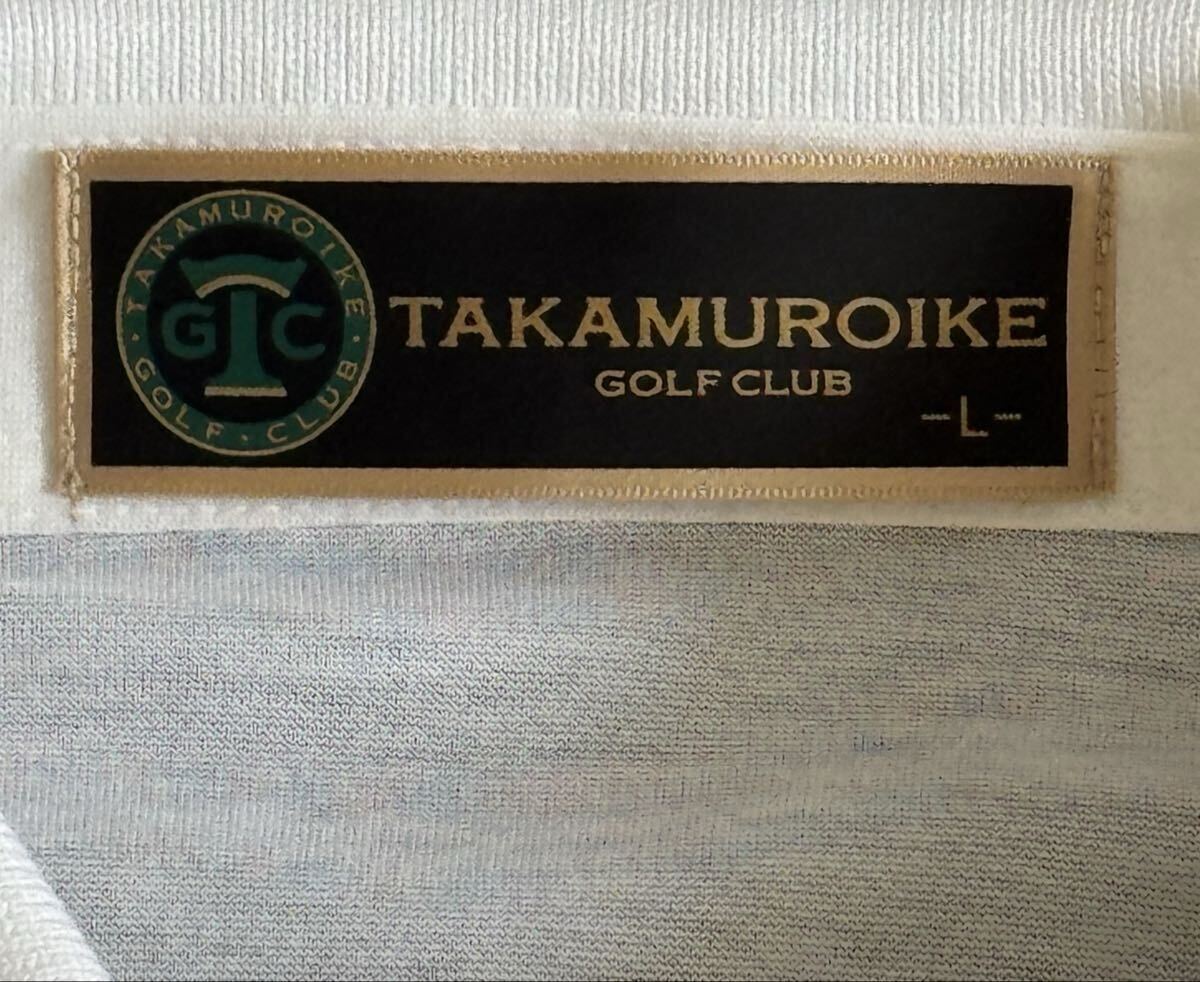 TAKAMUROIKE
GTC
· GOLF · CLUB ·
TAKAMUROIKE
GOLF CLUB
-L-